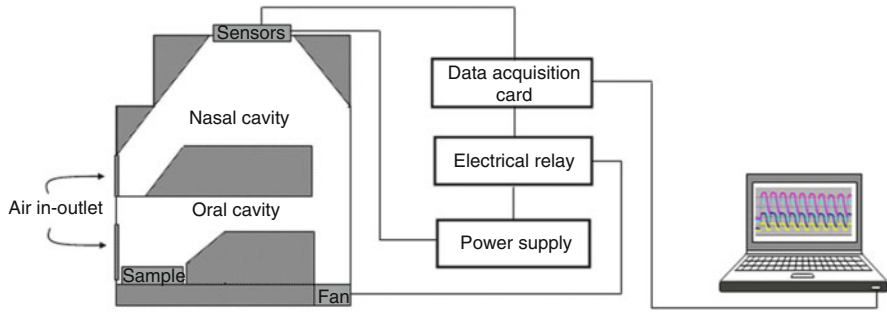 Sensors
Data acquisition
card
Nasal cavity
Electrical relay
Air in-outlet
Oral cavity
Power supply
Sample
Fan